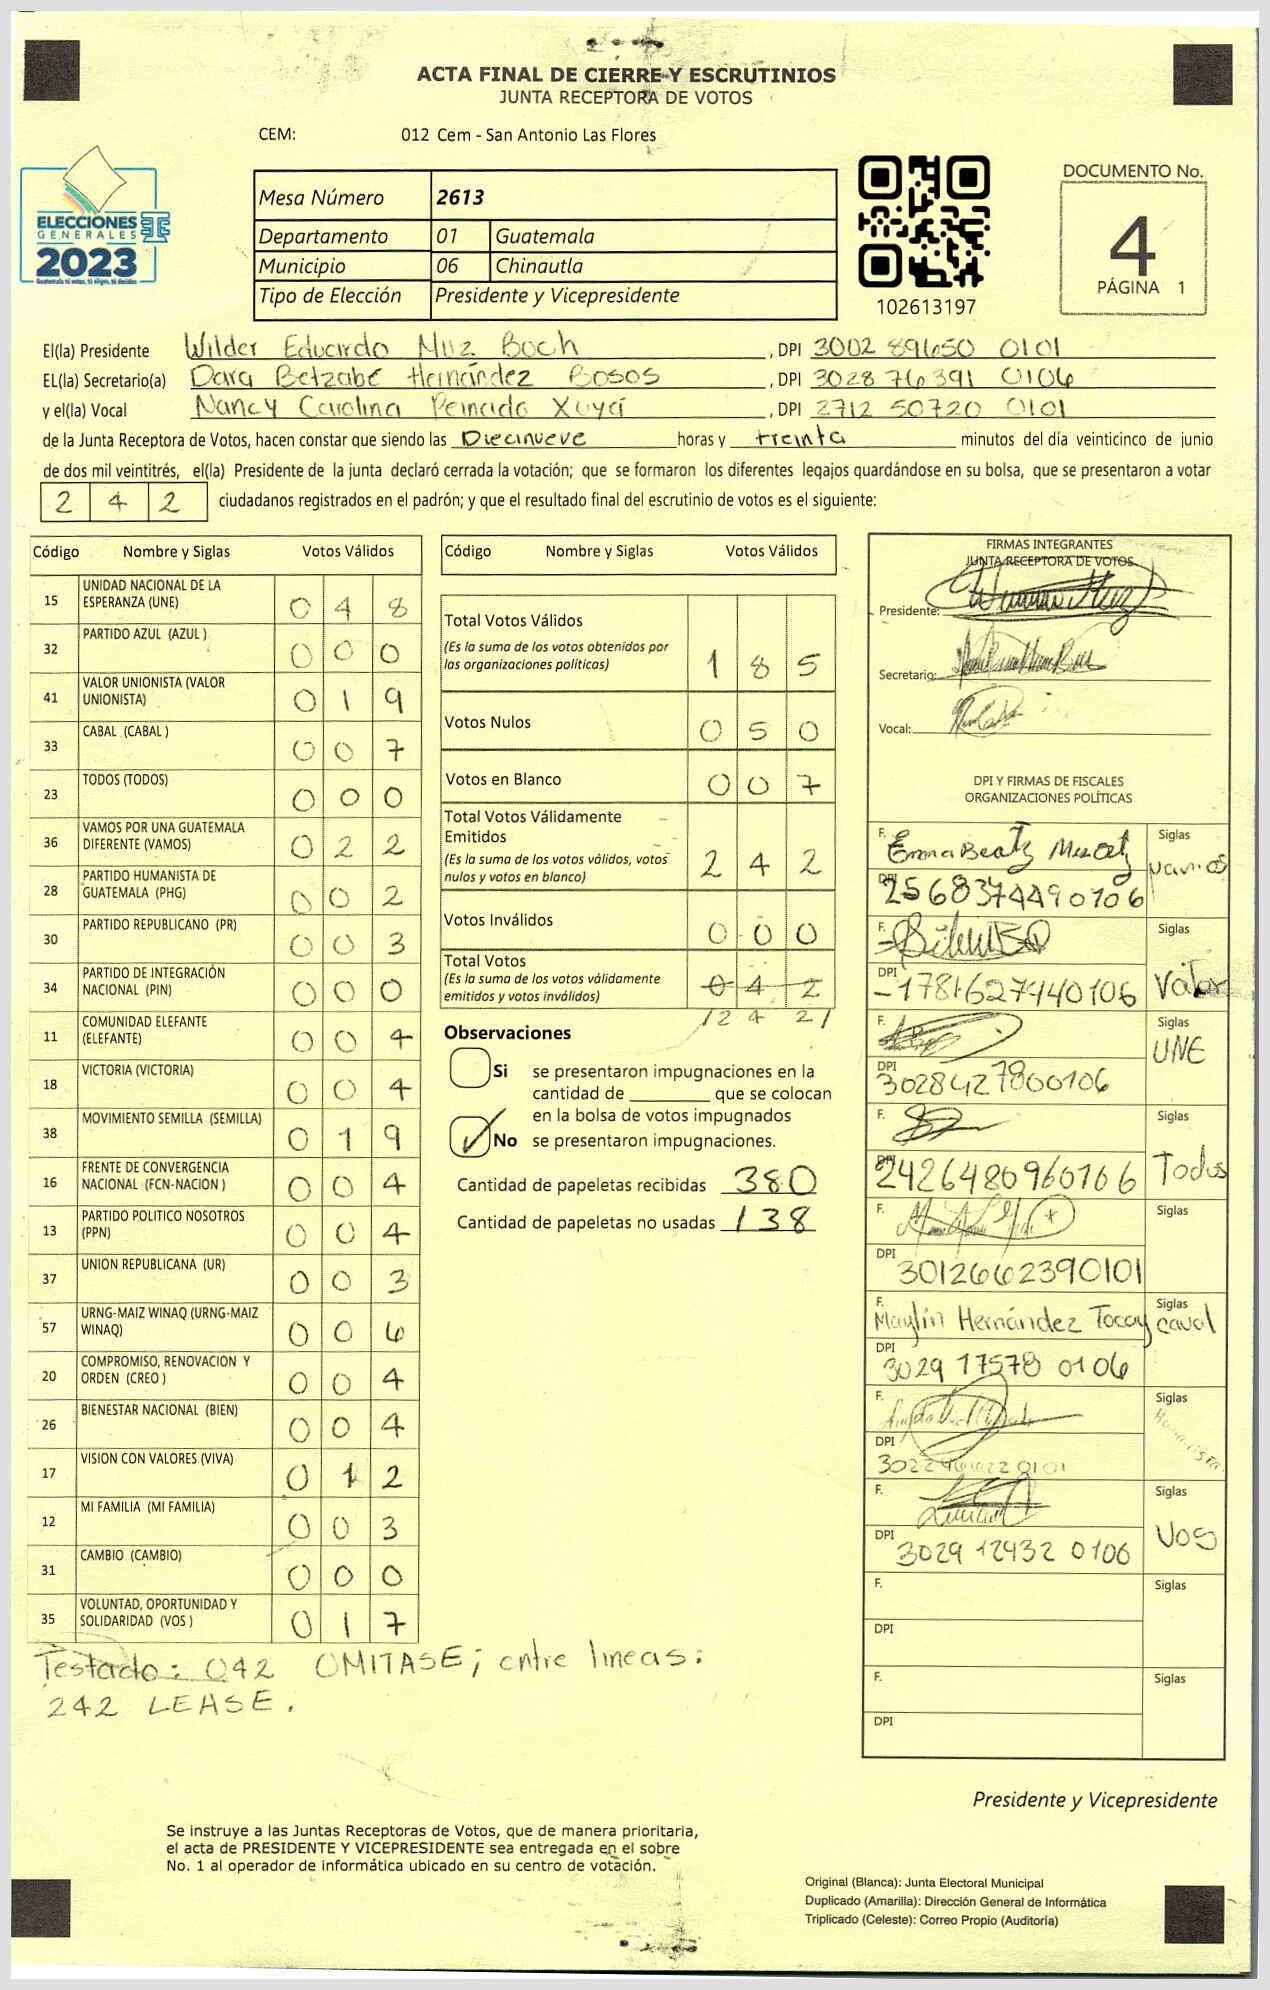 ACTA FINAL DE CIERRE Y ESCRUTINIOS
JUNTA RECEPTORA DE VOTOS
CEM: 012 Cem - San Antonio Las Flores
ELECCIONES
GENERALES
2023
Mesa Número 2613
Departamento 01 Guatemala
Municipio 06 Chinautla
Tipo de Elección Presidente y Vicepresidente
102613197
DOCUMENTO No.
4
PÁGINA 1
El(la) Presidente Wilder Eduardo Muz Boch , DPI 3002 89650 0101
EL(la) Secretario(a) Dara Betzabé Hernández Bosos , DPI 3028 76391 0106
y el(la) Vocal Nancy Carolina Peinado Xuyá , DPI 2712 50720 0101
de la Junta Receptora de Votos, hacen constar que siendo las Diecinueve horas y treinta minutos del día veinticinco de junio
de dos mil veintitrés, el(la) Presidente de la junta declaró cerrada la votación; que se formaron los diferentes legajos quardándose en su bolsa, que se presentaron a votar
2 4 2 ciudadanos registrados en el padrón; y que el resultado final del escrutinio de votos es el siguiente:
Código Nombre y Siglas Votos Válidos
15 UNIDAD NACIONAL DE LA ESPERANZA (UNE) 0 4 8
32 PARTIDO AZUL (AZUL ) 0 0 0
41 VALOR UNIONISTA (VALOR UNIONISTA) 0 1 9
33 CABAL (CABAL ) 0 0 7
23 TODOS (TODOS) 0 0 0
36 VAMOS POR UNA GUATEMALA DIFERENTE (VAMOS) 0 2 2
28 PARTIDO HUMANISTA DE GUATEMALA (PHG) 0 0 2
30 PARTIDO REPUBLICANO (PR) 0 0 3
34 PARTIDO DE INTEGRACIÓN NACIONAL (PIN) 0 0 0
11 COMUNIDAD ELEFANTE (ELEFANTE) 0 0 4
18 VICTORIA (VICTORIA) 0 0 4
38 MOVIMIENTO SEMILLA (SEMILLA) 0 1 9
16 FRENTE DE CONVERGENCIA NACIONAL (FCN-NACION ) 0 0 4
13 PARTIDO POLITICO NOSOTROS (PPN) 0 0 4
37 UNION REPUBLICANA (UR) 0 0 3
57 URNG-MAIZ WINAQ (URNG-MAIZ WINAQ) 0 0 6
20 COMPROMISO, RENOVACION Y ORDEN (CREO ) 0 0 4
26 BIENESTAR NACIONAL (BIEN) 0 0 4
17 VISION CON VALORES (VIVA) 0 1 2
12 MI FAMILIA (MI FAMILIA) 0 0 3
31 CAMBIO (CAMBIO) 0 0 0
35 VOLUNTAD, OPORTUNIDAD Y SOLIDARIDAD (VOS ) 0 1 7
Testado: 042 OMITASE; entre lineas:
242 LEASE.
Código Nombre y Siglas Votos Válidos
Total Votos Válidos
(Es la suma de los votos obtenidos por
las organizaciones politicas) 1 8 5
Votos Nulos 0 5 0
Votos en Blanco 0 0 7
Total Votos Válidamente
Emitidos
(Es la suma de los votos válidos, votos
nulos y votos en blanco) 2 4 2
Votos Inválidos 0 0 0
Total Votos
(Es la suma de los votos válidamente
emitidos y votos inválidos) 0 4 2
/2 4 2/
Observaciones
Si se presentaron impugnaciones en la
cantidad de ________ que se colocan
en la bolsa de votos impugnados
No se presentaron impugnaciones.
Cantidad de papeletas recibidas 380
Cantidad de papeletas no usadas 138
FIRMAS INTEGRANTES
JUNTA RECEPTORA DE VOTOS
Presidente:
Secretario:
Vocal:
DPI Y FIRMAS DE FISCALES
ORGANIZACIONES POLÍTICAS
F. Siglas Vamos
DPI 2568374490106
F. Siglas Valor
DPI 1781627440106
F. Siglas UNE
DPI 3028427800106
F. Siglas Todos
DPI 2426480960106
F. Siglas
DPI 3012662390101
F. Maylin Hernández Tocay Siglas Caval
DPI 3029 17578 0106
F. Siglas Humanista
DPI
F. Siglas VOS
DPI 3029 12932 0106
F. Siglas
DPI
F. Siglas
DPI
Presidente y Vicepresidente
Se instruye a las Juntas Receptoras de Votos, que de manera prioritaria,
el acta de PRESIDENTE Y VICEPRESIDENTE sea entregada en el sobre
No. 1 al operador de informática ubicado en su centro de votación.
Original (Blanca): Junta Electoral Municipal
Duplicado (Amarilla): Dirección General de Informática
Triplicado (Celeste): Correo Propio (Auditoría)